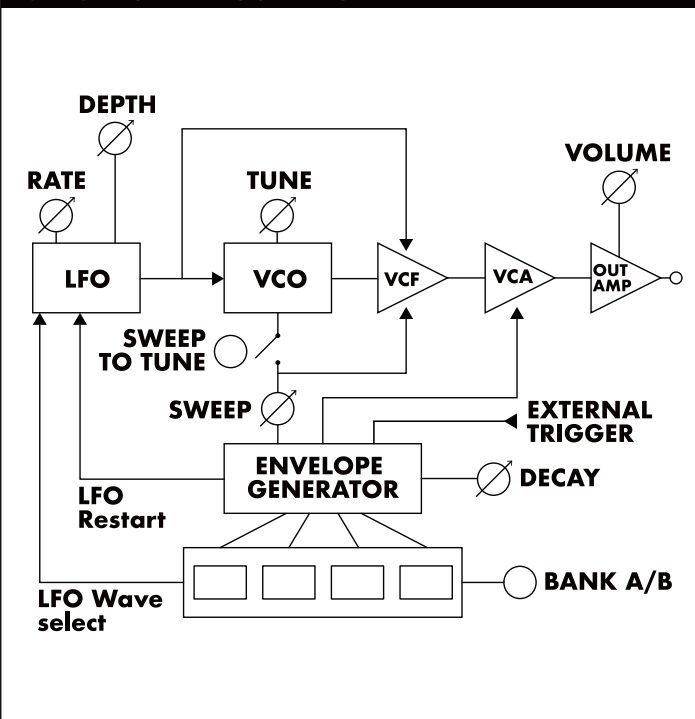 DEPTH
VOLUME
RATE
TUNE
LFO
VCO
VCF
VCA
OUT
AMP
SWEEP
TO TUNE
SWEEP
EXTERNAL
TRIGGER
ENVELOPE
GENERATOR
DECAY
LFO
Restart
BANK A/B
LFO Wave
select